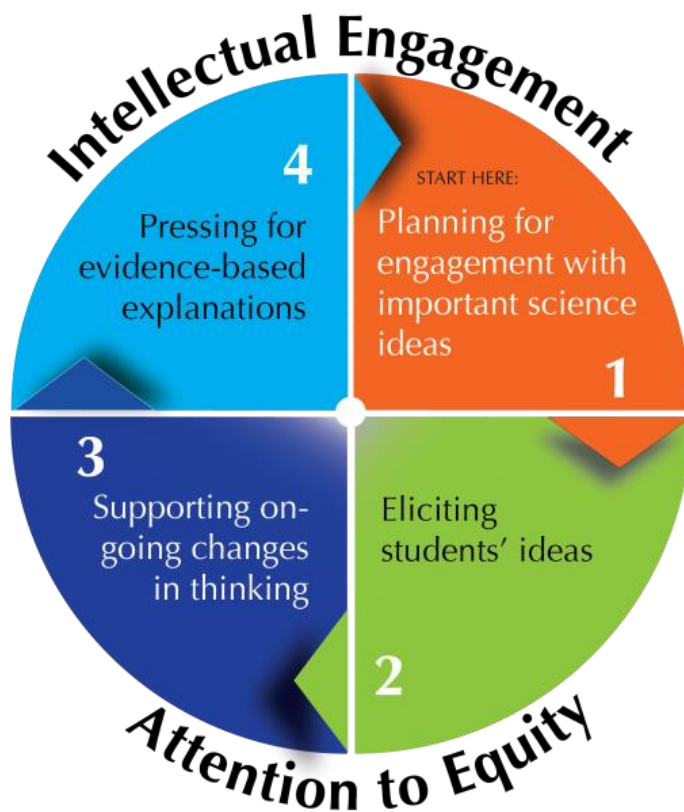 Intellectual Engagement
START HERE:
Planning for
engagement with
important science
ideas
1
Eliciting
students’ ideas
2
3
Supporting on-
going changes
in thinking
4
Pressing for
evidence-based
explanations
Attention to Equity